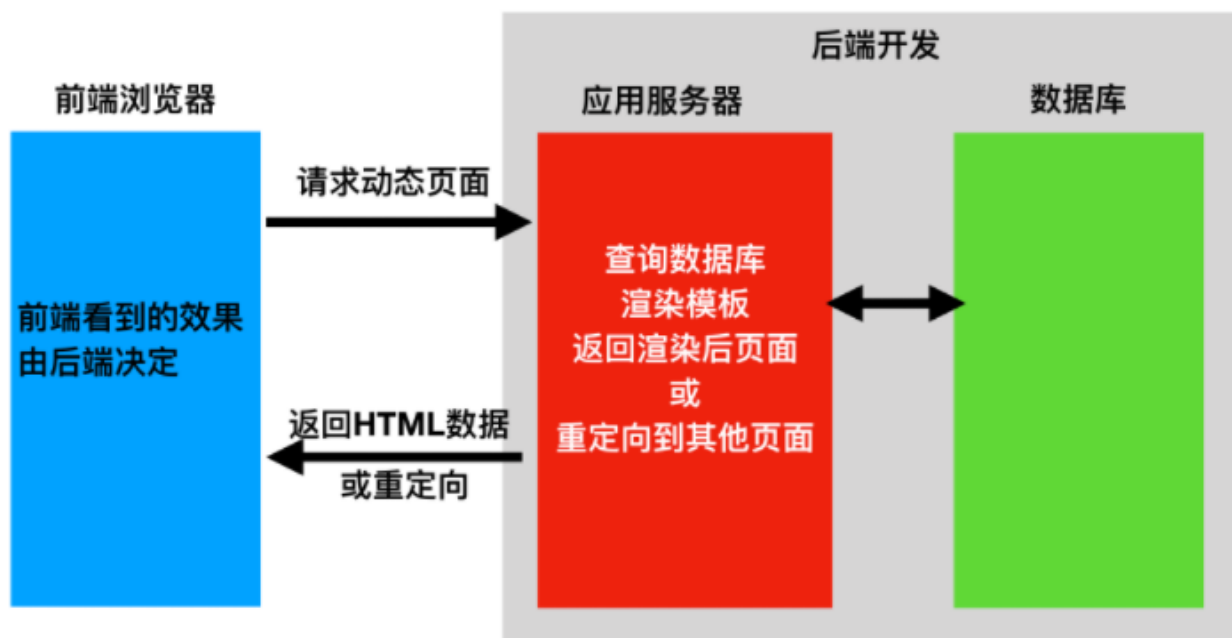 后端开发
前端浏览器
应用服务器
数据库
请求动态页面
前端看到的效果
由后端决定
查询数据库
渲染模板
返回渲染后页面
或
重定向到其他页面
返回HTML数据
或重定向